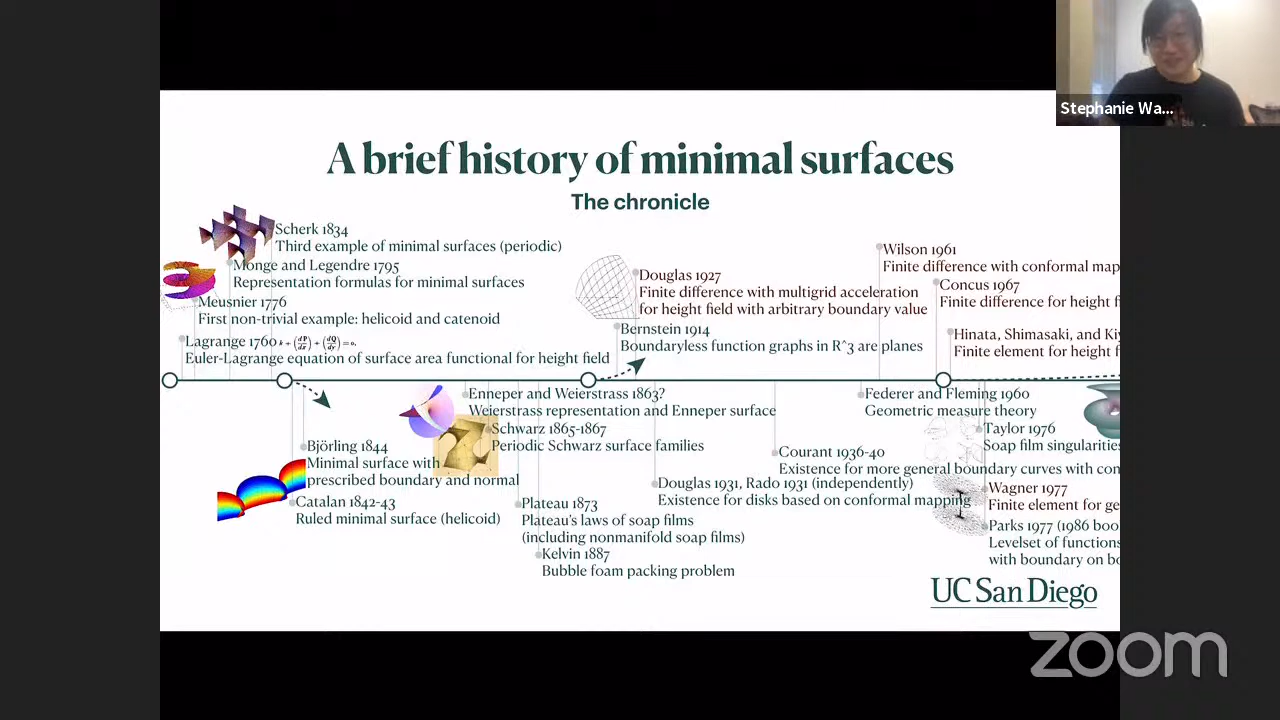 Stephanie Wa...
A brief history of minimal surfaces
The chronicle
Scherk 1834
Third example of minimal surfaces (periodic)
Monge and Legendre 1795
Representation formulas for minimal surfaces
Meusnier 1776
First non-trivial example: helicoid and catenoid
Lagrange 1760
Euler-Lagrange equation of surface area functional for height field
Douglas 1927
Finite difference with multigrid acceleration
for height field with arbitrary boundary value
Bernstein 1914
Boundaryless function graphs in R^3 are planes
Wilson 1961
Finite difference with conformal map
Concus 1967
Finite difference for height f
Hinata, Shimasaki, and Ki
Finite element for height f
Enneper and Weierstrass 1863?
Weierstrass representation and Enneper surface
Schwarz 1865-1867
Periodic Schwarz surface families
Björling 1844
Minimal surface with
prescribed boundary and normal
Catalan 1842-43
Ruled minimal surface (helicoid)
Plateau 1873
Plateau's laws of soap films
(including nonmanifold soap films)
Kelvin 1887
Bubble foam packing problem
Federer and Fleming 1960
Geometric measure theory
Taylor 1976
Soap film singularities
Courant 1936-40
Existence for more general boundary curves with con
Douglas 1931, Rado 1931 (independently)
Existence for disks based on conformal mapping
Wagner 1977
Finite element for ge
Parks 1977 (1986 boo
Levelset of functions
with boundary on bo
UC San Diego
zoom